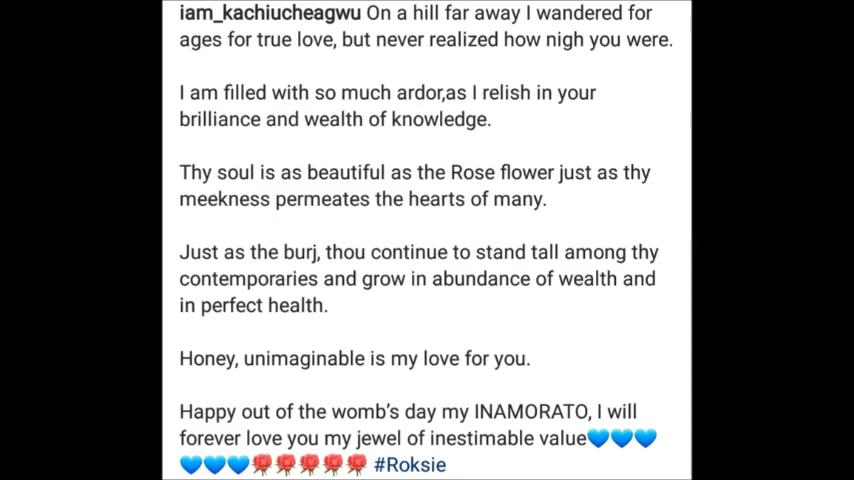 iam_kachiucheagwu On a hill far away I wandered for
ages for true love, but never realized how nigh you were.
I am filled with so much ardor,as I relish in your
brilliance and wealth of knowledge.
Thy soul is as beautiful as the Rose flower just as thy
meekness permeates the hearts of many.
Just as the burj, thou continue to stand tall among thy
contemporaries and grow in abundance of wealth and
in perfect health.
Honey, unimaginable is my love for you.
Happy out of the womb's day my INAMORATO, I will
forever love you my jewel of inestimable value💙💙💙
💙💙💙🌹🌹🌹🌹🌹 #Roksie